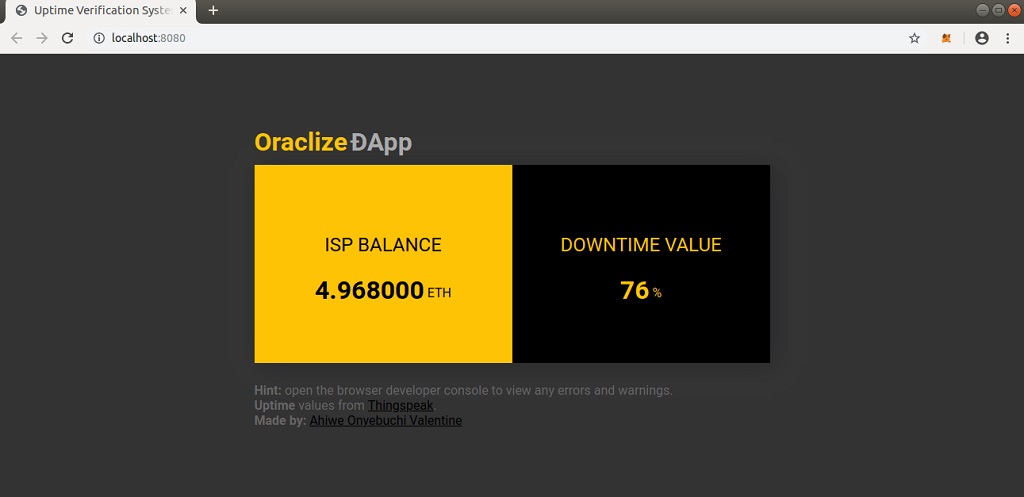 Uptime Verification Syste
localhost:8080
Oraclize ĐApp
ISP BALANCE
4.968000 ETH
DOWNTIME VALUE
76 %
Hint: open the browser developer console to view any errors and warnings.
Uptime values from Thingspeak.
Made by: Ahiwe Onyebuchi Valentine